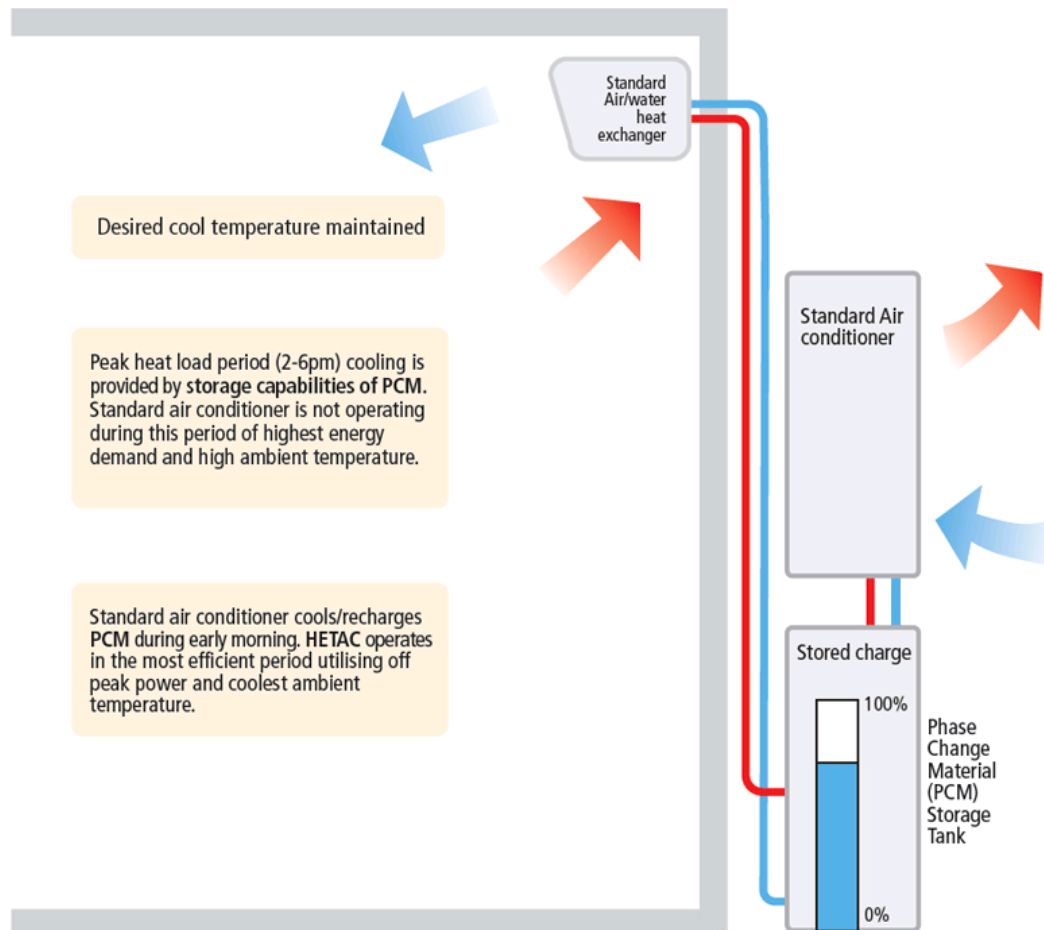 Standard
Air/water
heat
exchanger
Desired cool temperature maintained
Peak heat load period (2-6pm) cooling is
provided by storage capabilities of PCM.
Standard air conditioner is not operating
during this period of highest energy
demand and high ambient temperature.
Standard air conditioner cools/recharges
PCM during early morning. HETAC operates
in the most efficient period utilising off
peak power and coolest ambient
temperature.
Standard Air
conditioner
Stored charge
100%
0%
Phase
Change
Material
(PCM)
Storage
Tank